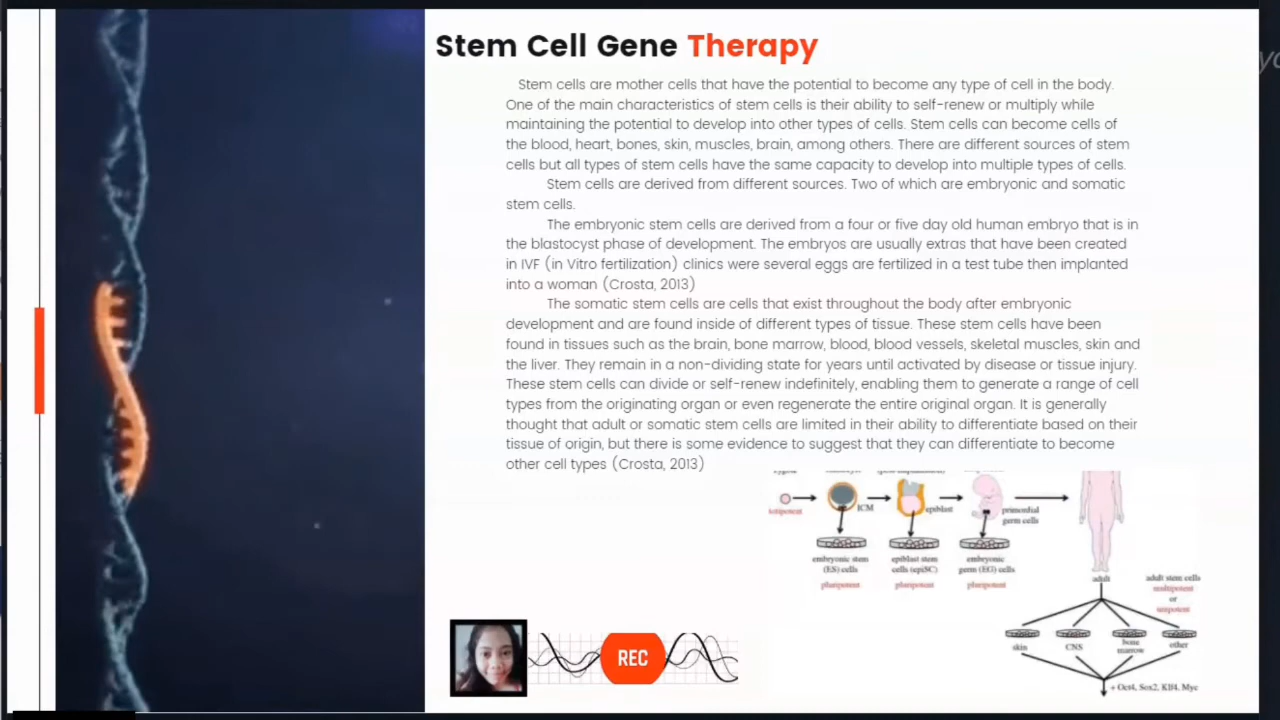 Stem Cell Gene Therapy
Stem cells are mother cells that have the potential to become any type of cell in the body.
One of the main characteristics of stem cells is their ability to self-renew or multiply while
maintaining the potential to develop into other types of cells. Stem cells can become cells of
the blood, heart, bones, skin, muscles, brain, among others. There are different sources of stem
cells but all types of stem cells have the same capacity to develop into multiple types of cells.
Stem cells are derived from different sources. Two of which are embryonic and somatic
stem cells.
The embryonic stem cells are derived from a four or five day old human embryo that is in
the blastocyst phase of development. The embryos are usually extras that have been created
in IVF (in Vitro fertilization) clinics were several eggs are fertilized in a test tube then implanted
into a woman (Crosta, 2013)
The somatic stem cells are cells that exist throughout the body after embryonic
development and are found inside of different types of tissue. These stem cells have been
found in tissues such as the brain, bone marrow, blood, blood vessels, skeletal muscles, skin and
the liver. They remain in a non-dividing state for years until activated by disease or tissue injury.
These stem cells can divide or self-renew indefinitely, enabling them to generate a range of cell
types from the originating organ or even regenerate the entire original organ. It is generally
thought that adult or somatic stem cells are limited in their ability to differentiate based on their
tissue of origin, but there is some evidence to suggest that they can differentiate to become
other cell types (Crosta, 2013)
totipotent
ICM
epiblast
primordial
germ cells
embryonic stem
(ES) cells
pluripotent
epiblast stem
cells (epiSC)
pluripotent
embryonic
germ (EG) cells
pluripotent
adult
adult stem cells
multipotent
or
unipotent
skin
CNS
bone
marrow
other
+ Oct4, Sox2, Klf4, Myc
REC